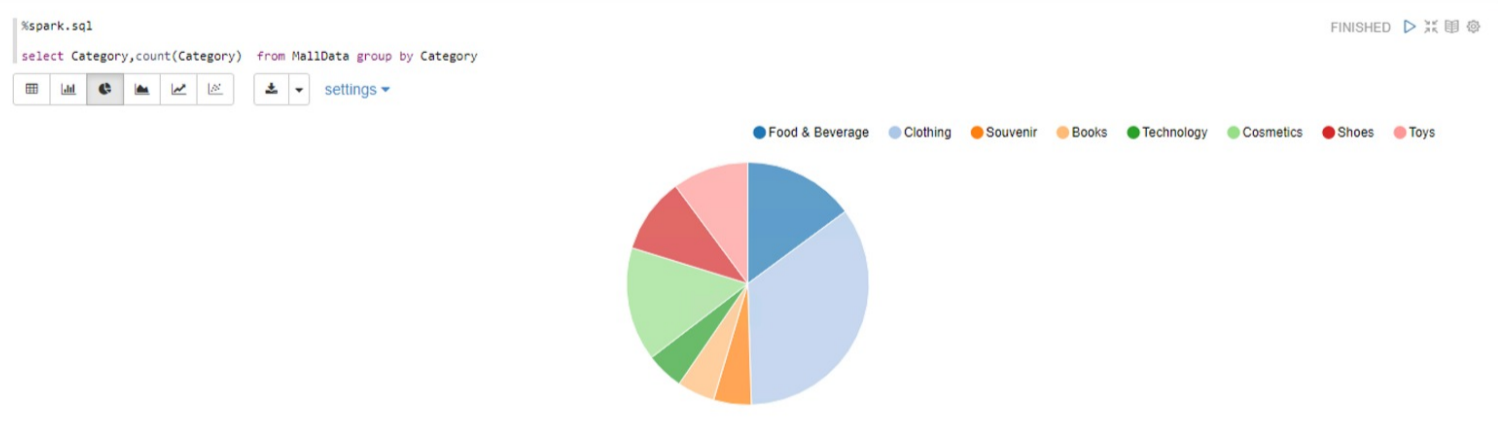 %spark.sql
FINISHED
select Category,count(Category)  from MallData group by Category
settings
Food & Beverage Clothing Souvenir Books Technology Cosmetics Shoes Toys